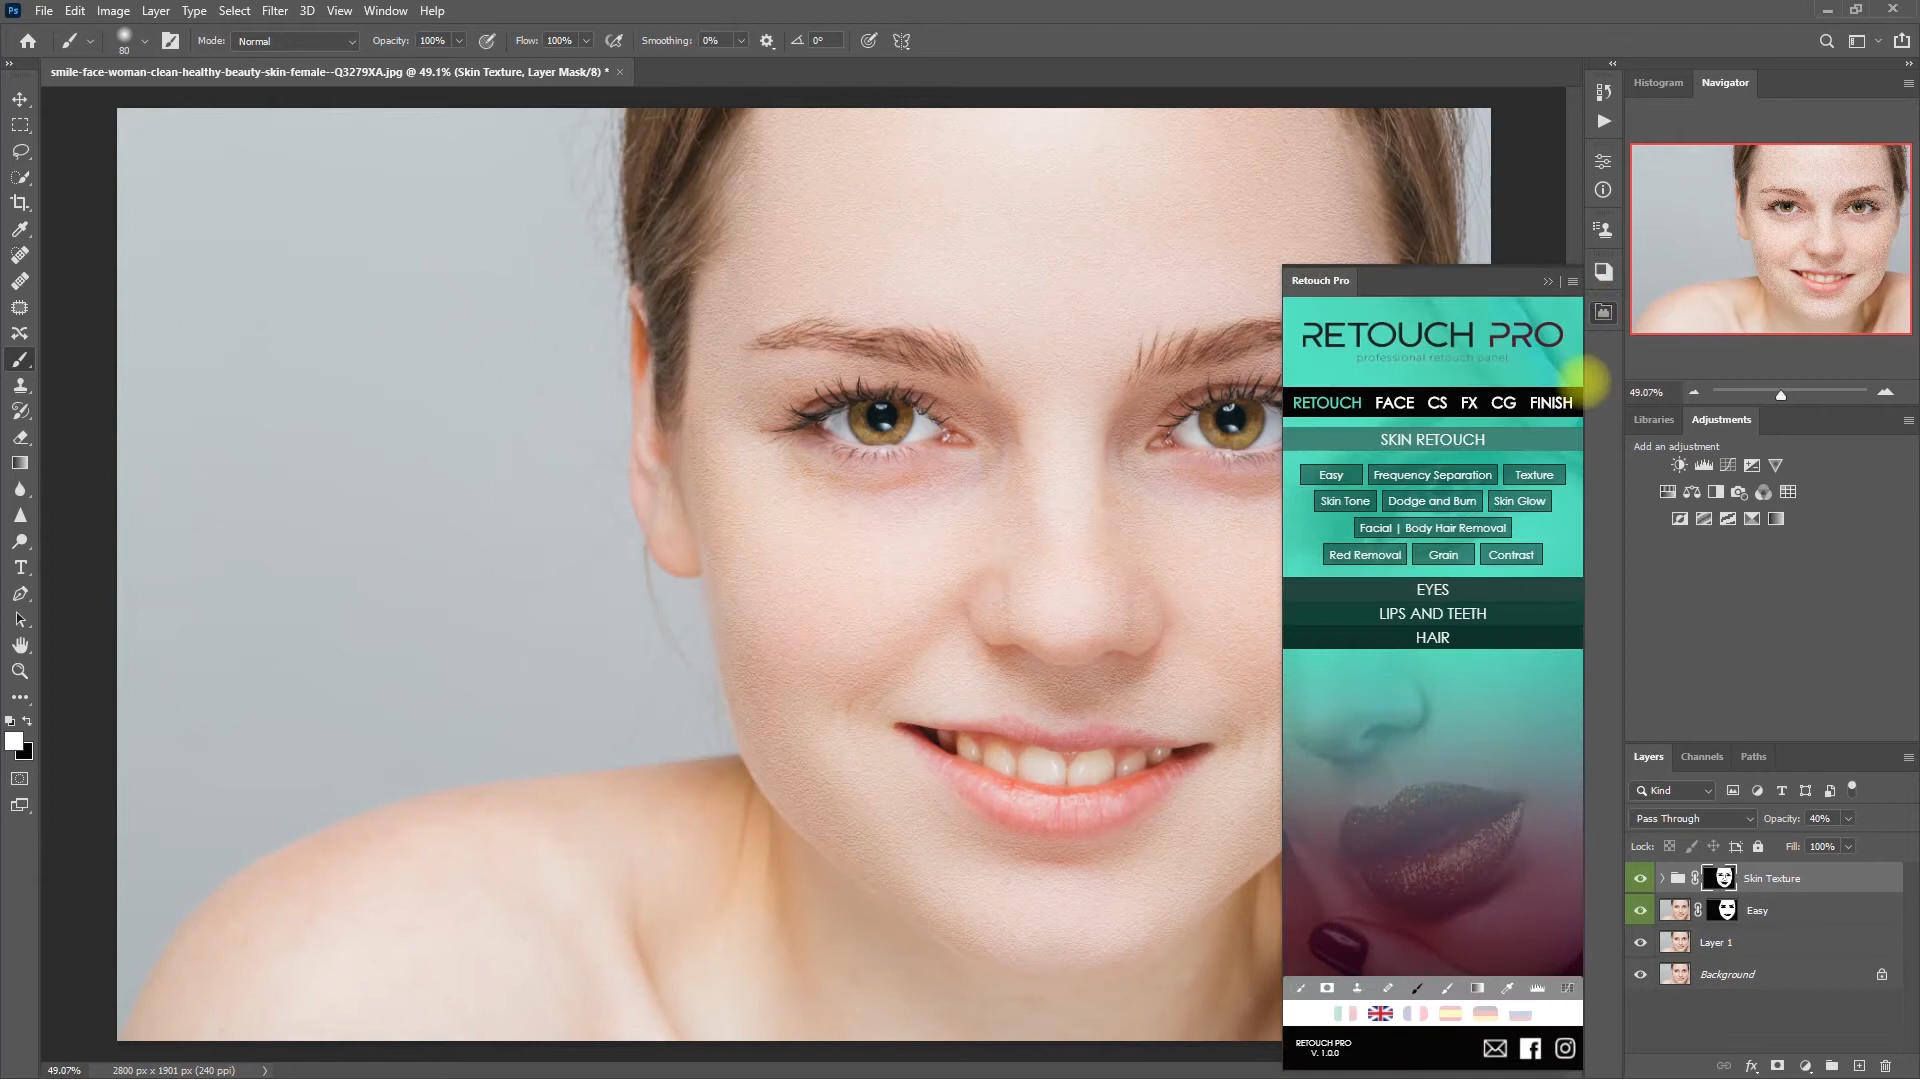 Ps File Edit Image Layer Type Select Filter 3D View Window Help
80 Mode: Normal Opacity: 100% Flow: 100% Smoothing: 0% 0°
smile-face-woman-clean-healthy-beauty-skin-female--Q3279XA.jpg @ 49.1% (Skin Texture, Layer Mask/8) * ×
Histogram Navigator
49.07%
Libraries Adjustments
Add an adjustment
Retouch Pro
RETOUCH PRO
professional retouch panel
RETOUCH FACE CS FX CG FINISH
SKIN RETOUCH
Easy Frequency Separation Texture
Skin Tone Dodge and Burn Skin Glow
Facial | Body Hair Removal
Red Removal Grain Contrast
EYES
LIPS AND TEETH
HAIR
RETOUCH PRO
V. 1.0.0
Layers Channels Paths
Kind
Pass Through Opacity: 40%
Lock: Fill: 100%
Skin Texture
Easy
Layer 1
Background
fx
49.07% 2800 px x 1901 px (240 ppi)